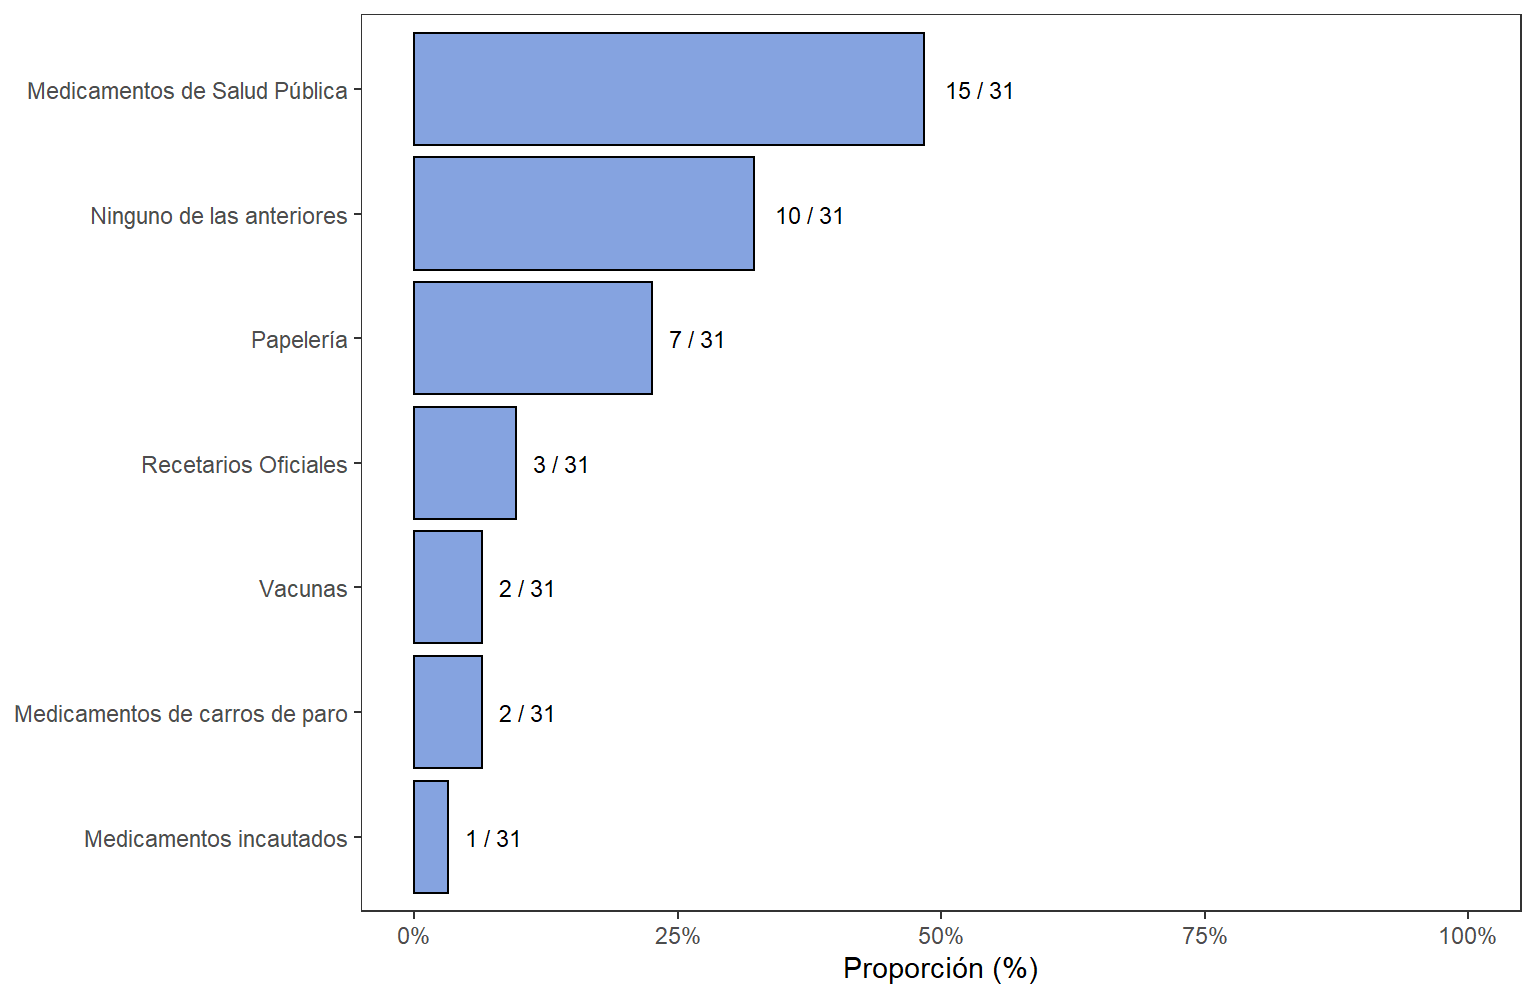 Medicamentos de Salud Pública
15 / 31
Ninguno de las anteriores
10 / 31
Papelería
7 / 31
Recetarios Oficiales
3 / 31
Vacunas
2 / 31
Medicamentos de carros de paro
2 / 31
Medicamentos incautados
1 / 31
0% 25% 50% 75% 100%
Proporción (%)